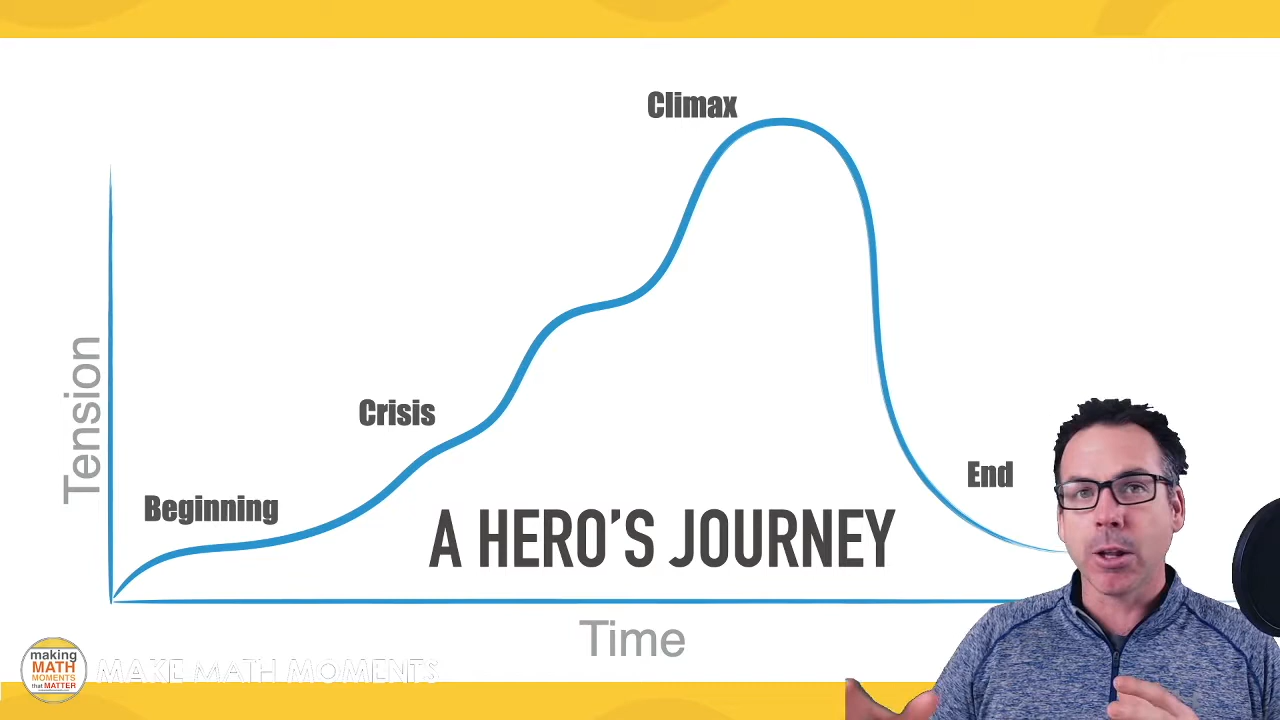 Climax
Tension
Crisis
End
Beginning
A HERO'S JOURNEY
Time
making
MATH
MOMENTS
that MATTER
MAKE MATH MOMENTS